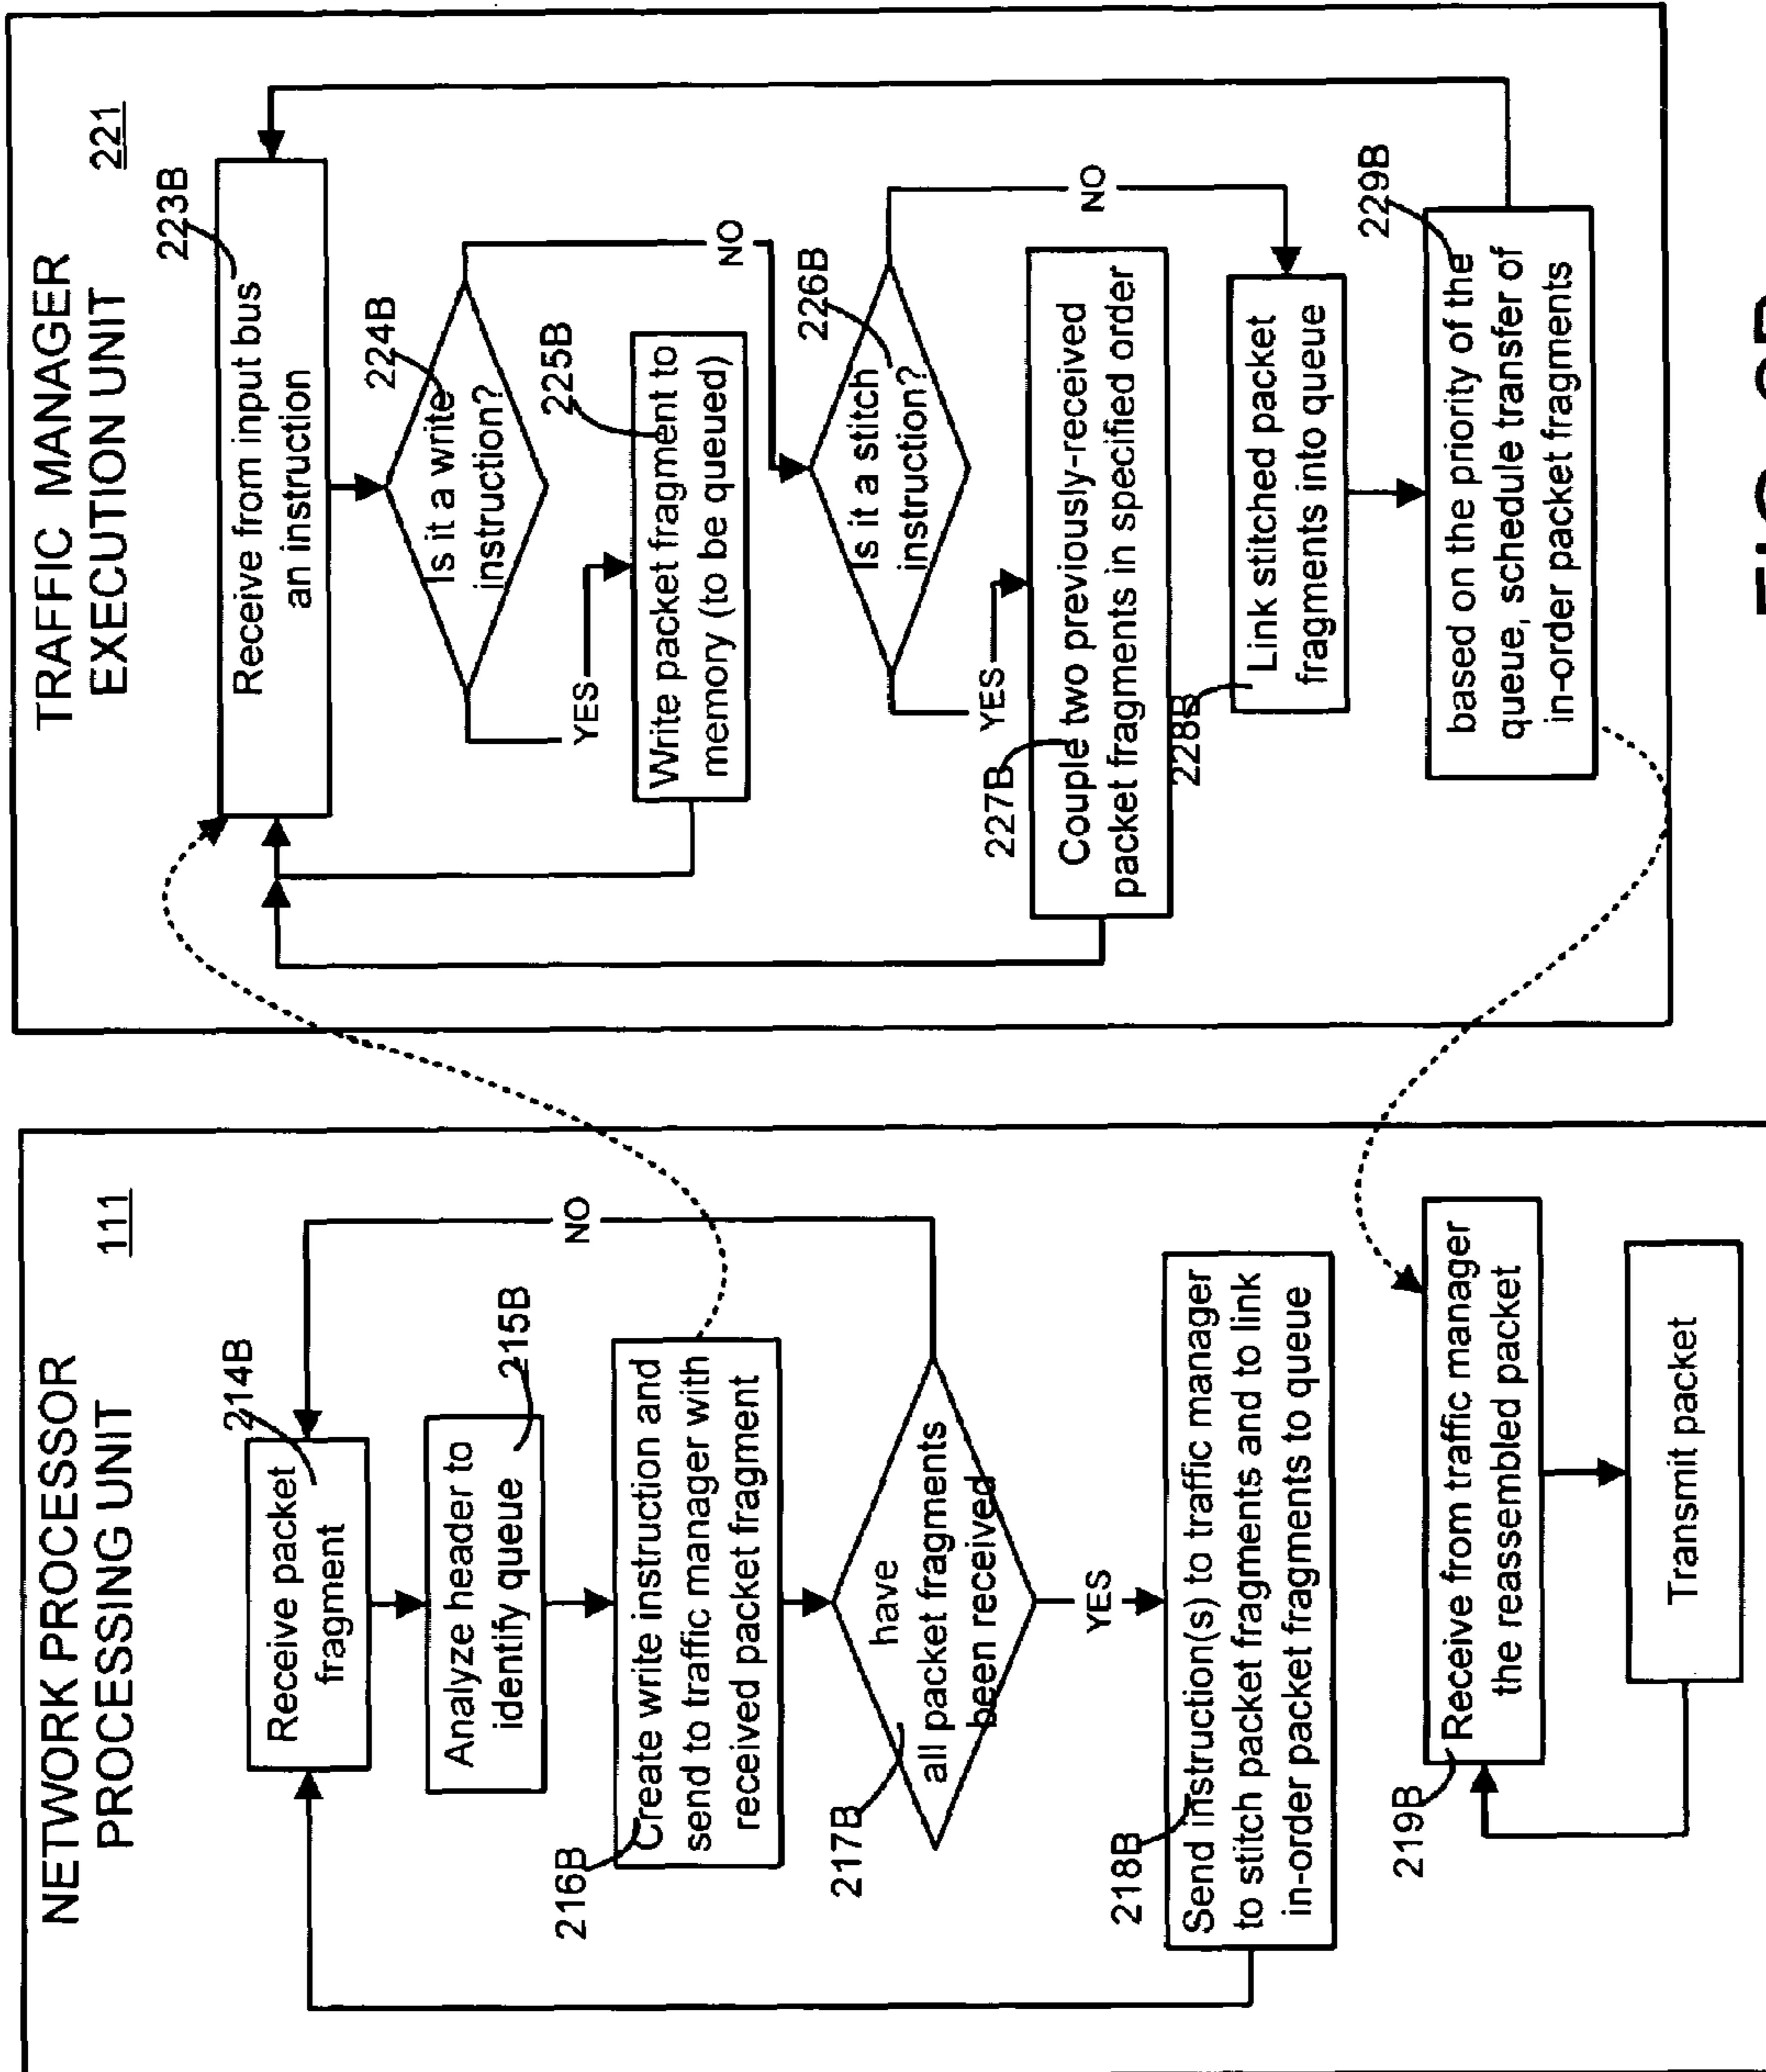 NETWORK PROCESSOR
PROCESSING UNIT
111
214B
Receive packet
fragment
215B
Analyze header to
identify queue
216B
Create write instruction and
send to traffic manager with
received packet fragment
NO
217B
have
all packet fragments
been received
YES
218B
Send instruction(s) to traffic manager
to stitch packet fragments and to link
in-order packet fragments to queue
219B
Receive from traffic manager
the reassembled packet
Transmit packet
TRAFFIC MANAGER
EXECUTION UNIT
221
223B
Receive from input bus
an instruction
224B
Is it a write
instruction?
NO
YES
225B
Write packet fragment to
memory (to be queued)
226B
Is it a stitch
instruction?
NO
YES
227B
Couple two previously-received
packet fragments in specified order
228B
Link stitched packet
fragments into queue
229B
based on the priority of the
queue, schedule transfer of
in-order packet fragments